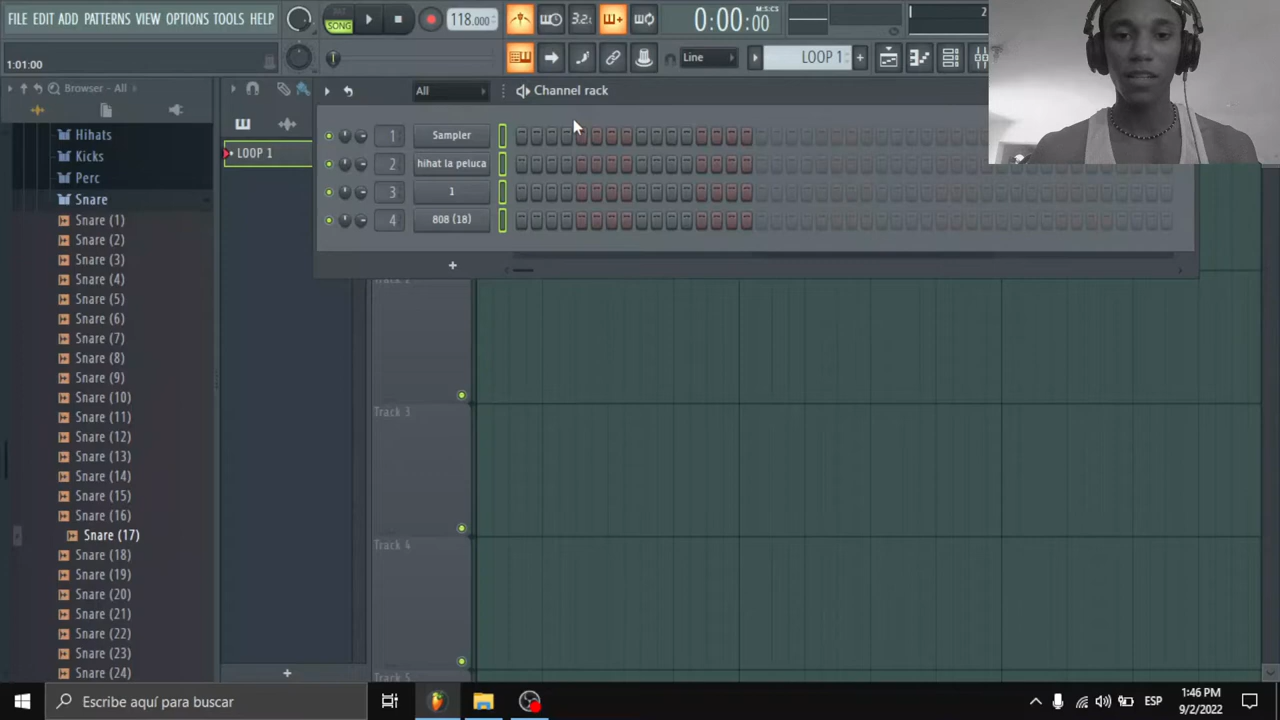 FILE EDIT ADD PATTERNS VIEW OPTIONS TOOLS HELP
PAT
SONG
118.000
3.2
0:00:00
M:S:CS
2
1:01:00
Line
LOOP 1
Browser - All
All
Channel rack
Hihats
Kicks
Perc
Snare
Snare (1)
Snare (2)
Snare (3)
Snare (4)
Snare (5)
Snare (6)
Snare (7)
Snare (8)
Snare (9)
Snare (10)
Snare (11)
Snare (12)
Snare (13)
Snare (14)
Snare (15)
Snare (16)
Snare (17)
Snare (18)
Snare (19)
Snare (20)
Snare (21)
Snare (22)
Snare (23)
Snare (24)
LOOP 1
1 Sampler
2 hihat la peluca
3 1
4 808 (18)
Track 3
Track 4
Escribe aquí para buscar
ESP
1:46 PM
9/2/2022